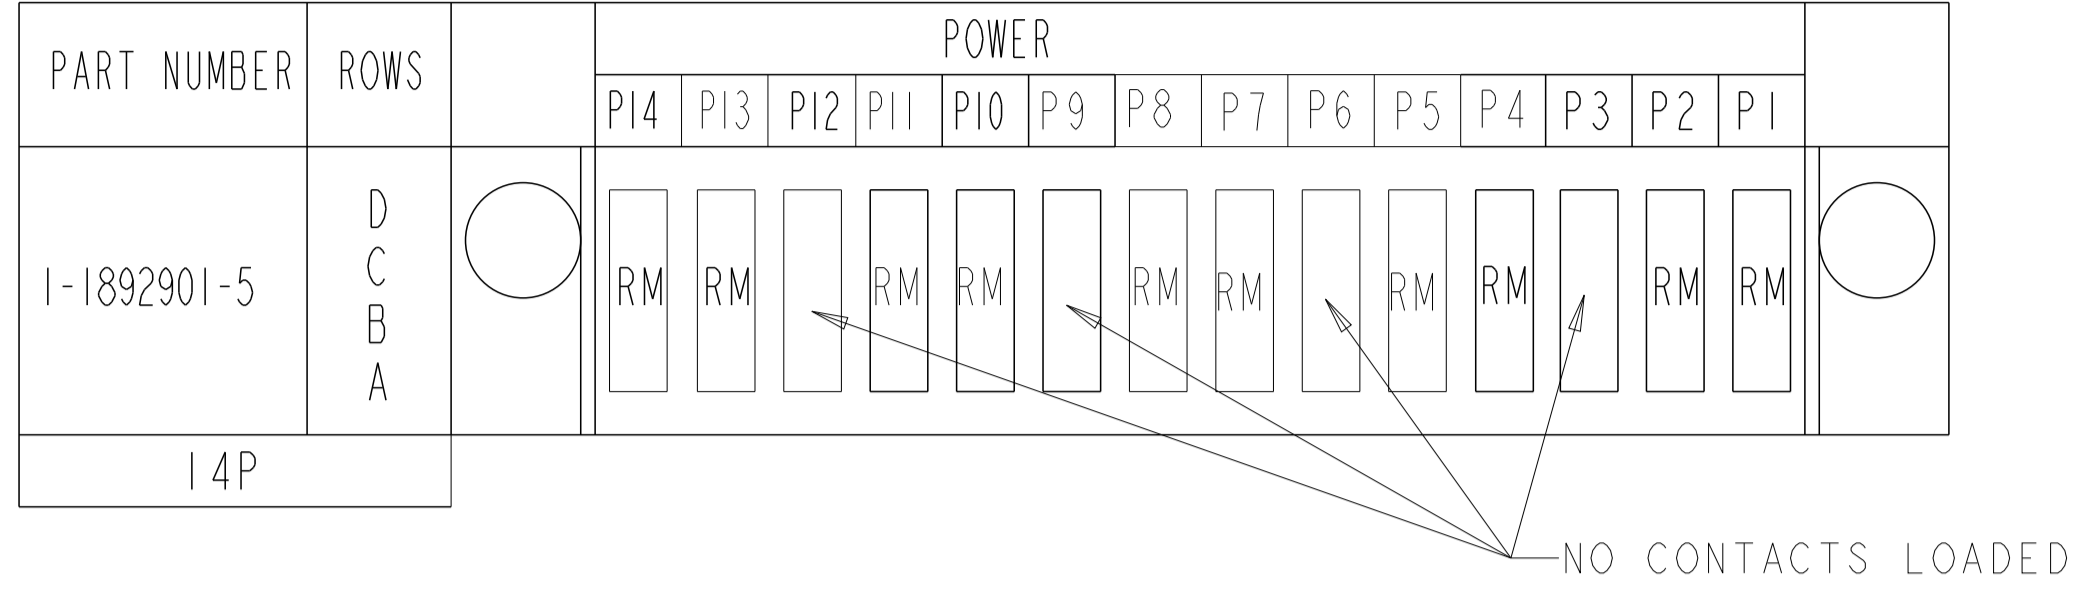 POWER
PART NUMBER ROWS
P14 P13 P12 P11 P10 P9 P8 P7 P6 P5 P4 P3 P2 P1
D
C
1-1892901-5 RM RM RM RM RM RM RM RM RM RM
B
A
14P
NO CONTACTS LOADED